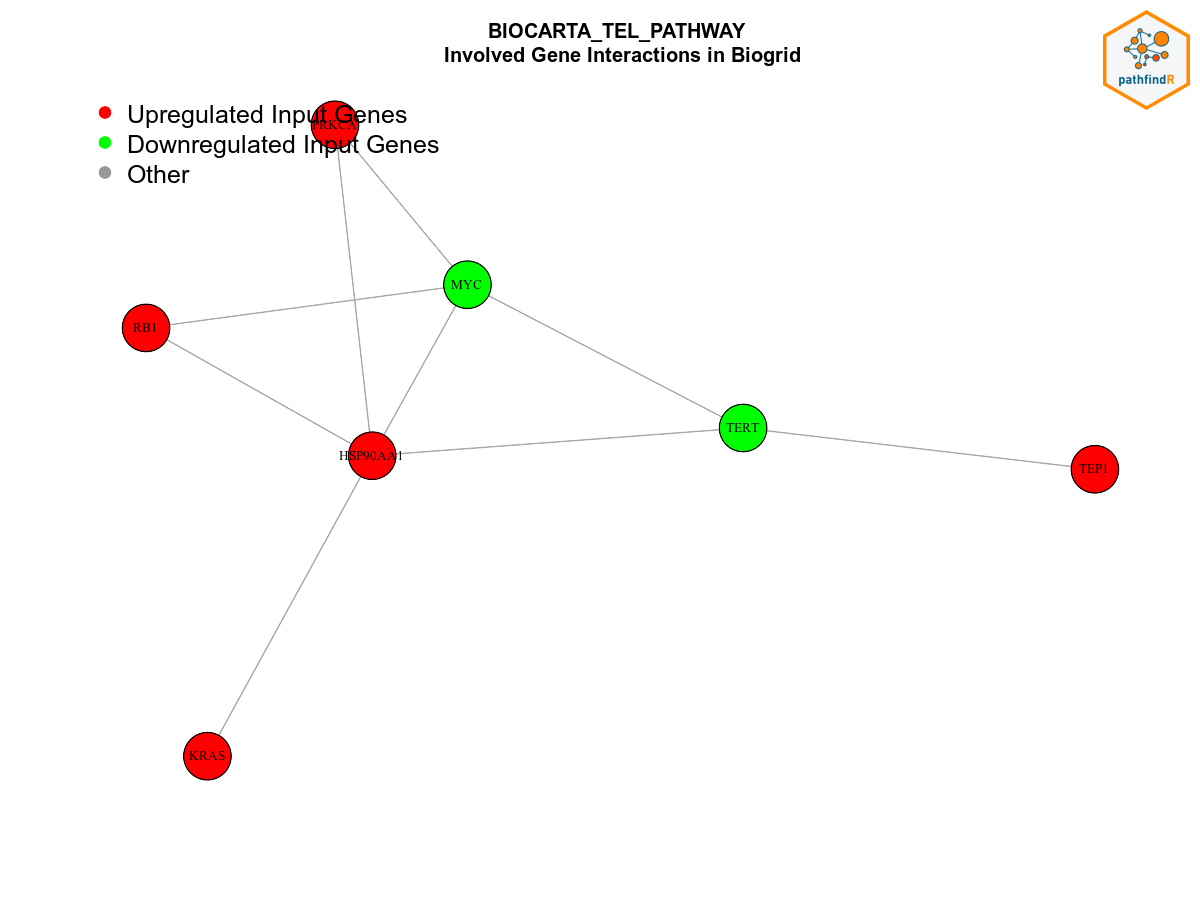 BIOCARTA_TEL_PATHWAY
Involved Gene Interactions in Biogrid
pathfindR
Upregulated Input Genes
PRKCA
Downregulated Input Genes
Other
MYC
RB1
TERT
HSP90AA1
TEP1
KRAS